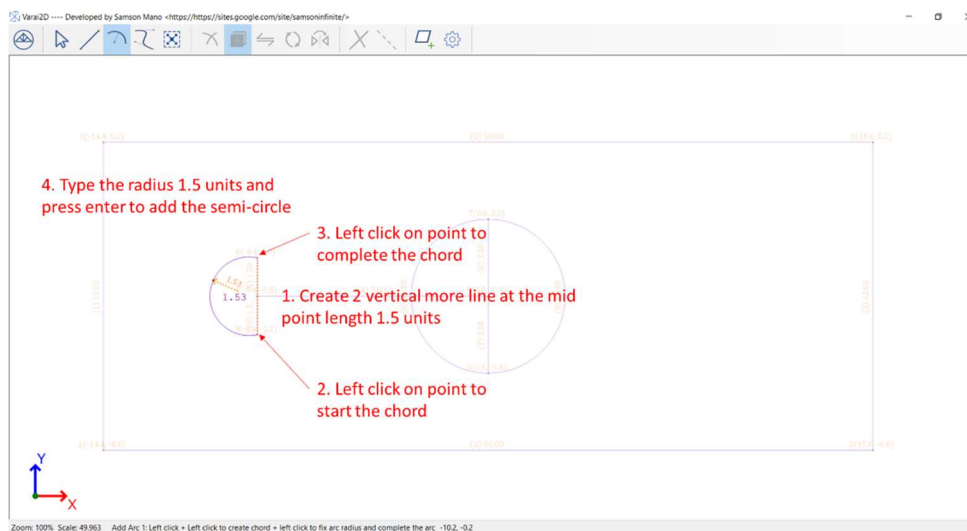 Varai2D ---- Developed by Samson Mano <https://https://sites.google.com/site/samsoninfinite/>
4. Type the radius 1.5 units and
press enter to add the semi-circle
3. Left click on point to
complete the chord
1.53
1.53
1. Create 2 vertical more line at the mid
point length 1.5 units
2. Left click on point to
start the chord
Y
X
Zoom: 100% Scale: 49.963 Add Arc 1: Left click + Left click to create chord + left click to fix arc radius and complete the arc -10.2, -0.2